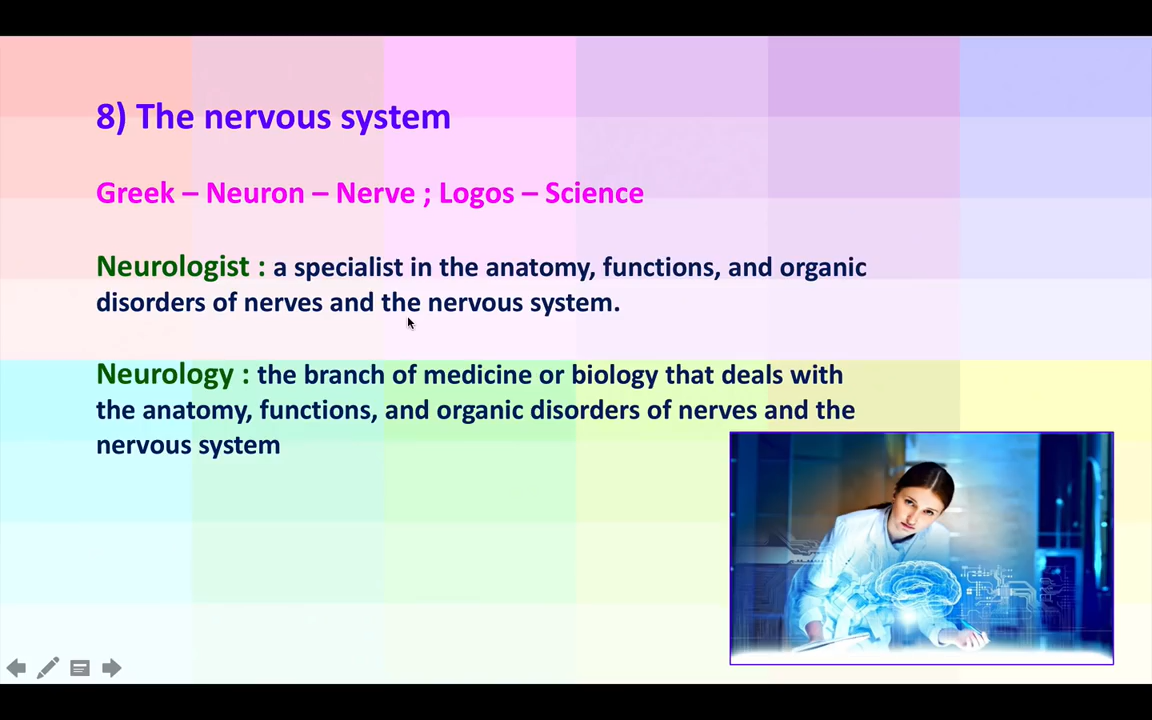 8) The nervous system
Greek – Neuron – Nerve ; Logos – Science
Neurologist : a specialist in the anatomy, functions, and organic
disorders of nerves and the nervous system.
Neurology : the branch of medicine or biology that deals with
the anatomy, functions, and organic disorders of nerves and the
nervous system